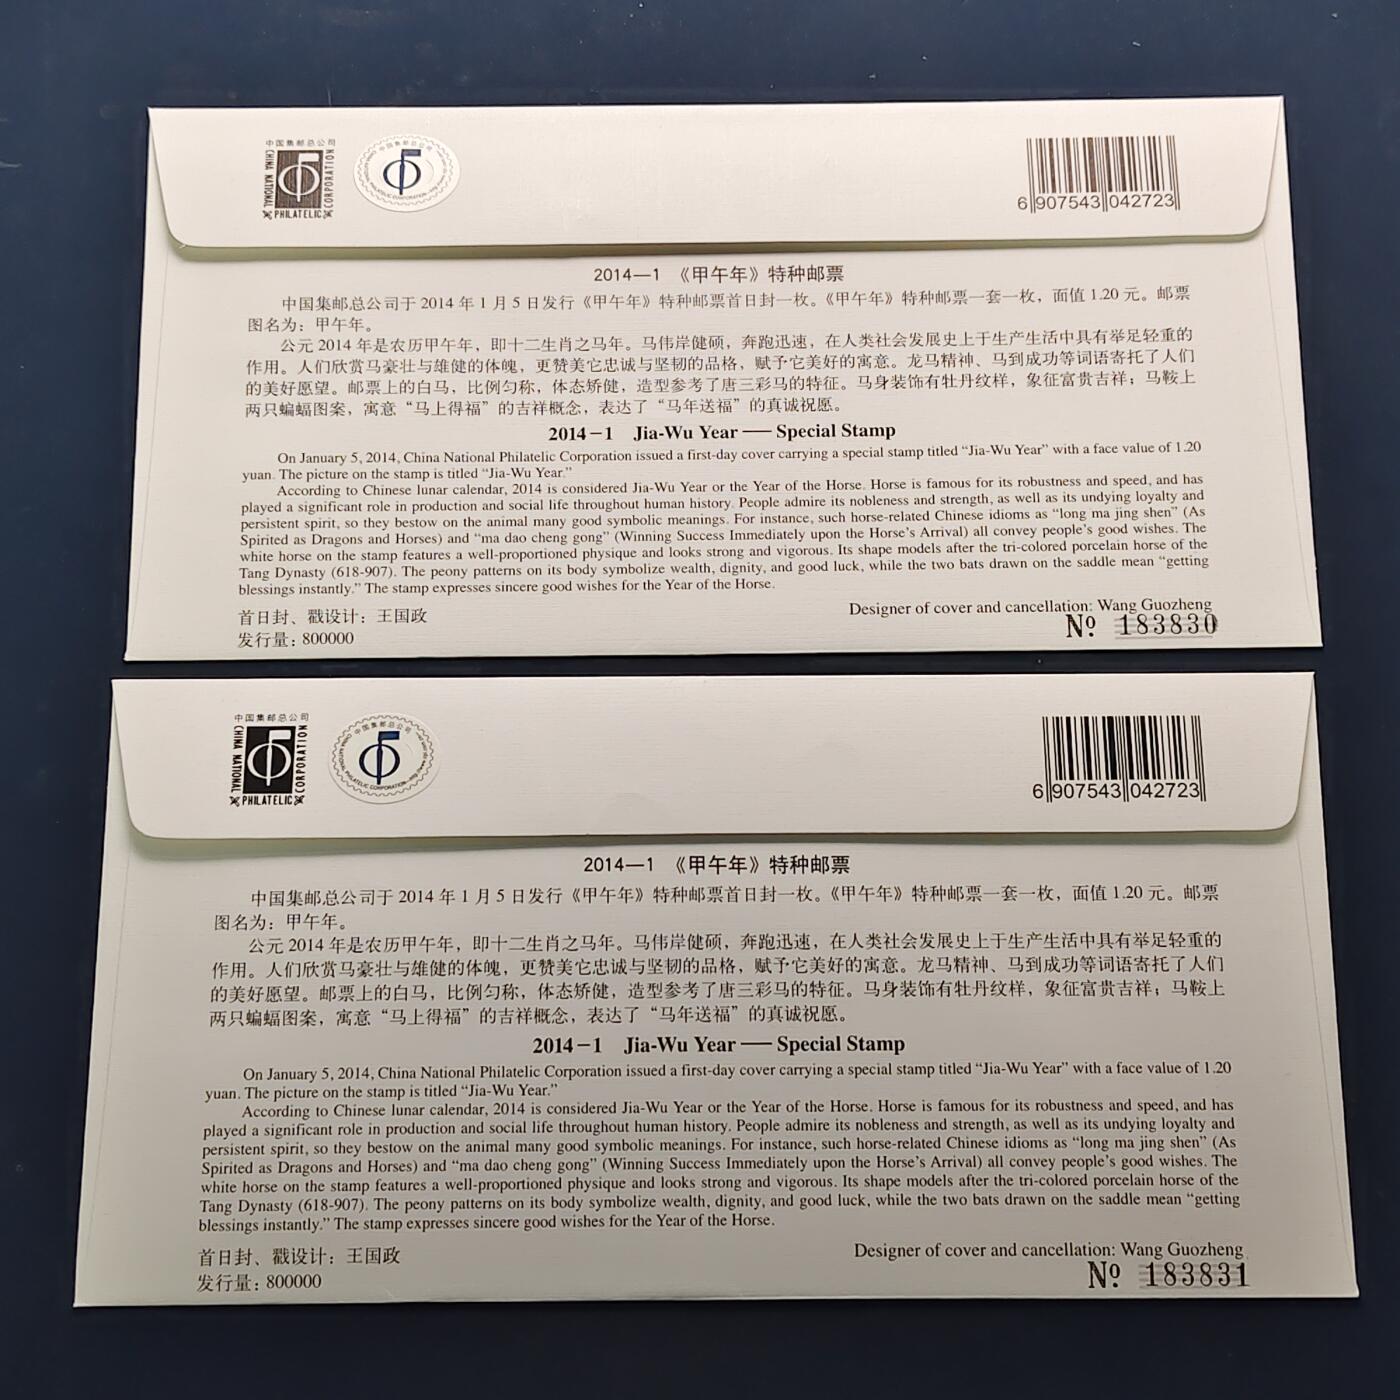 中国集邮总公司
CHINA NATIONAL
PHILATELIC
CORPORATION
中国集邮总公司
CHINA NATIONAL PHILATELIC CORPORATION
6 907543 042723
2014—1 《甲午年》特种邮票
中国集邮总公司于 2014 年 1 月 5 日发行《甲午年》特种邮票首日封一枚。《甲午年》特种邮票一套一枚，面值 1.20 元。邮票
图名为：甲午年。
公元 2014 年是农历甲午年，即十二生肖之马年。马伟岸健硕，奔跑迅速，在人类社会发展史上于生产生活中具有举足轻重的
作用。人们欣赏马豪壮与雄健的体魄，更赞美它忠诚与坚韧的品格，赋予它美好的寓意。龙马精神、马到成功等词语寄托了人们
的美好愿望。邮票上的白马，比例匀称，体态矫健，造型参考了唐三彩马的特征。马身装饰有牡丹纹样，象征富贵吉祥；马鞍上
两只蝙蝠图案，寓意“马上得福”的吉祥概念，表达了“马年送福”的真诚祝愿。
2014－1 Jia-Wu Year — Special Stamp
On January 5, 2014, China National Philatelic Corporation issued a first-day cover carrying a special stamp titled “Jia-Wu Year” with a face value of 1.20
yuan. The picture on the stamp is titled “Jia-Wu Year.”
According to Chinese lunar calendar, 2014 is considered Jia-Wu Year or the Year of the Horse. Horse is famous for its robustness and speed, and has
played a significant role in production and social life throughout human history. People admire its nobleness and strength, as well as its undying loyalty and
persistent spirit, so they bestow on the animal many good symbolic meanings. For instance, such horse-related Chinese idioms as “long ma jing shen” (As
Spirited as Dragons and Horses) and “ma dao cheng gong” (Winning Success Immediately upon the Horse’s Arrival) all convey people’s good wishes. The
white horse on the stamp features a well-proportioned physique and looks strong and vigorous. Its shape models after the tri-colored porcelain horse of the
Tang Dynasty (618-907). The peony patterns on its body symbolize wealth, dignity, and good luck, while the two bats drawn on the saddle mean “getting
blessings instantly.” The stamp expresses sincere good wishes for the Year of the Horse.
首日封、戳设计：王国政
Designer of cover and cancellation: Wang Guozheng
发行量：800000
№ 183830
中国集邮总公司
CHINA NATIONAL
PHILATELIC
CORPORATION
中国集邮总公司
CHINA NATIONAL PHILATELIC CORPORATION
6 907543 042723
2014—1 《甲午年》特种邮票
中国集邮总公司于 2014 年 1 月 5 日发行《甲午年》特种邮票首日封一枚。《甲午年》特种邮票一套一枚，面值 1.20 元。邮票
图名为：甲午年。
公元 2014 年是农历甲午年，即十二生肖之马年。马伟岸健硕，奔跑迅速，在人类社会发展史上于生产生活中具有举足轻重的
作用。人们欣赏马豪壮与雄健的体魄，更赞美它忠诚与坚韧的品格，赋予它美好的寓意。龙马精神、马到成功等词语寄托了人们
的美好愿望。邮票上的白马，比例匀称，体态矫健，造型参考了唐三彩马的特征。马身装饰有牡丹纹样，象征富贵吉祥；马鞍上
两只蝙蝠图案，寓意“马上得福”的吉祥概念，表达了“马年送福”的真诚祝愿。
2014－1 Jia-Wu Year — Special Stamp
On January 5, 2014, China National Philatelic Corporation issued a first-day cover carrying a special stamp titled “Jia-Wu Year” with a face value of 1.20
yuan. The picture on the stamp is titled “Jia-Wu Year.”
According to Chinese lunar calendar, 2014 is considered Jia-Wu Year or the Year of the Horse. Horse is famous for its robustness and speed, and has
played a significant role in production and social life throughout human history. People admire its nobleness and strength, as well as its undying loyalty and
persistent spirit, so they bestow on the animal many good symbolic meanings. For instance, such horse-related Chinese idioms as “long ma jing shen” (As
Spirited as Dragons and Horses) and “ma dao cheng gong” (Winning Success Immediately upon the Horse’s Arrival) all convey people’s good wishes. The
white horse on the stamp features a well-proportioned physique and looks strong and vigorous. Its shape models after the tri-colored porcelain horse of the
Tang Dynasty (618-907). The peony patterns on its body symbolize wealth, dignity, and good luck, while the two bats drawn on the saddle mean “getting
blessings instantly.” The stamp expresses sincere good wishes for the Year of the Horse.
首日封、戳设计：王国政
Designer of cover and cancellation: Wang Guozheng
发行量：800000
№ 183831